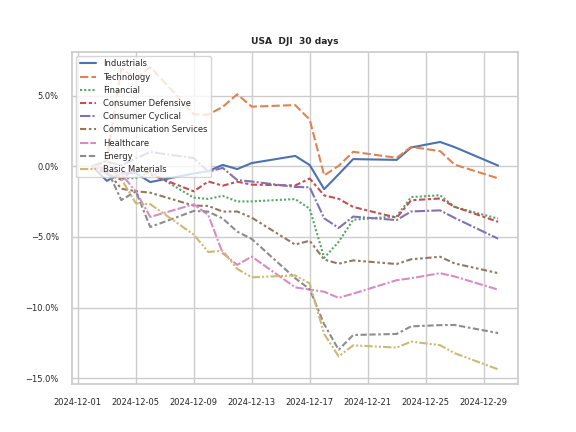 USA DJI 30 days
Industrials
Technology
Financial
Consumer Defensive
Consumer Cyclical
Communication Services
Healthcare
Energy
Basic Materials
5.0%
0.0%
−5.0%
−10.0%
−15.0%
2024-12-01 2024-12-05 2024-12-09 2024-12-13 2024-12-17 2024-12-21 2024-12-25 2024-12-29